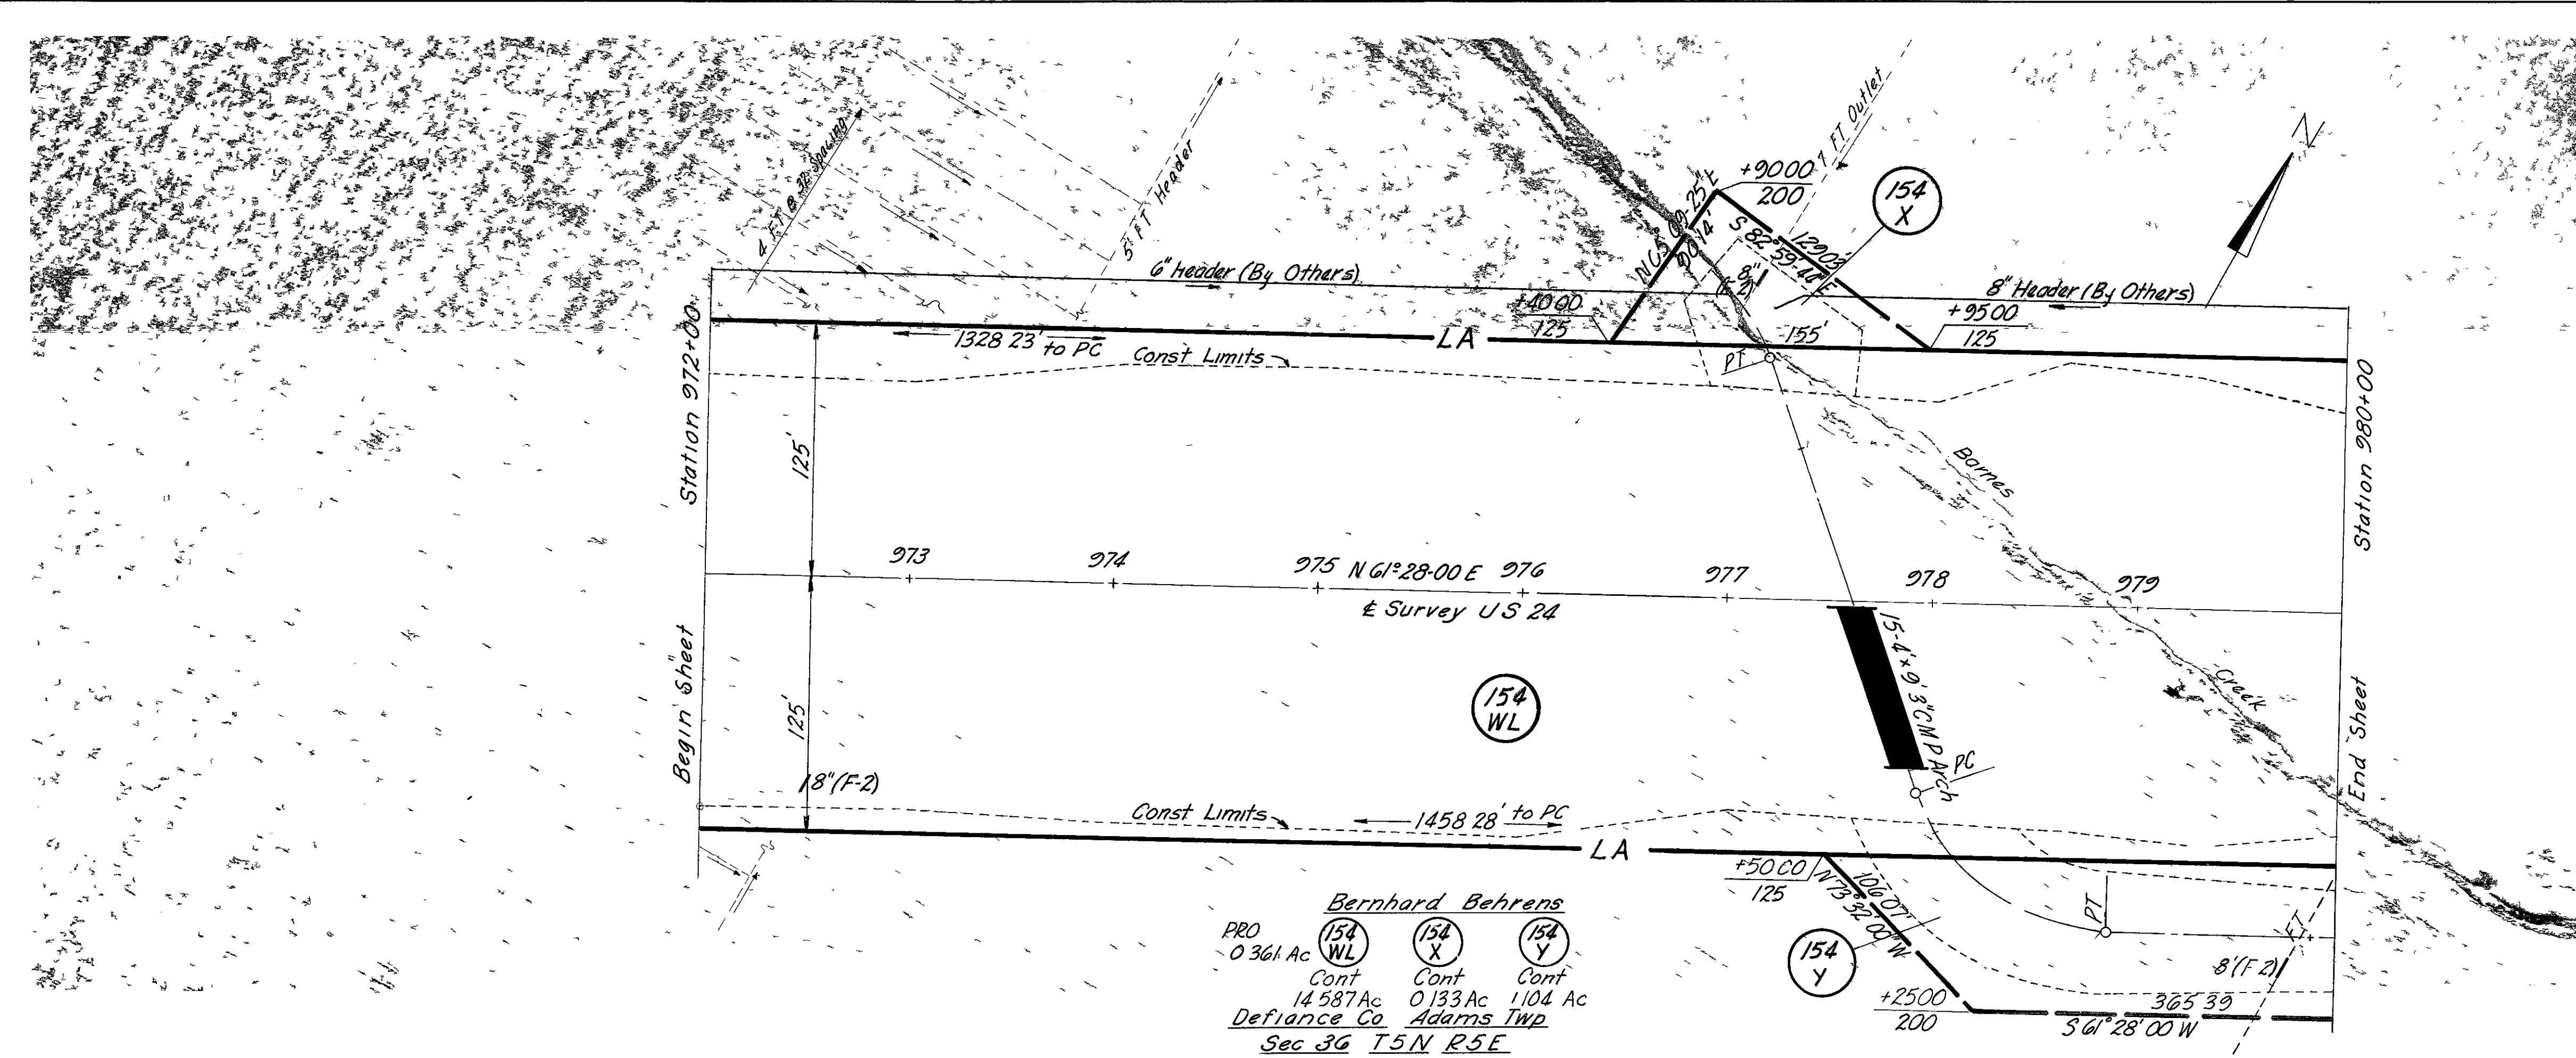 4 F.T. @ 32' Spacing
5" FT Header
7 FT Outlet
+90 00
200
154
X
N
6" Header (By Others)
90 14'
S 82°59-44" E
129 03'
8"
(F-2)
8" Header (By Others)
+40 00
125
+95 00
125
155'
1328 23' to PC
LA
Const Limits
PT
Station 972+00
Station 980+00
125'
Barnes
973
974
975
N 61°28-00 E
976
977
978
979
℄ Survey US 24
15-4'x9'3" CMP Arch
Creek
154
WL
125'
Begin Sheet
End Sheet
PC
18"(F-2)
Const Limits
1458 28' to PC
LA
+50 00
125
106 07'
N 73°32'00" W
PT
FT
Bernhard Behrens
PRO
0 361 Ac
154
WL
154
X
154
Y
Cont
Cont
Cont
14 587 Ac
0 133 Ac
1 104 Ac
Defiance Co Adams Twp
Sec 36 T5N R5E
154
Y
8"(F 2)
+25 00
200
365 39
S 61°28'00 W